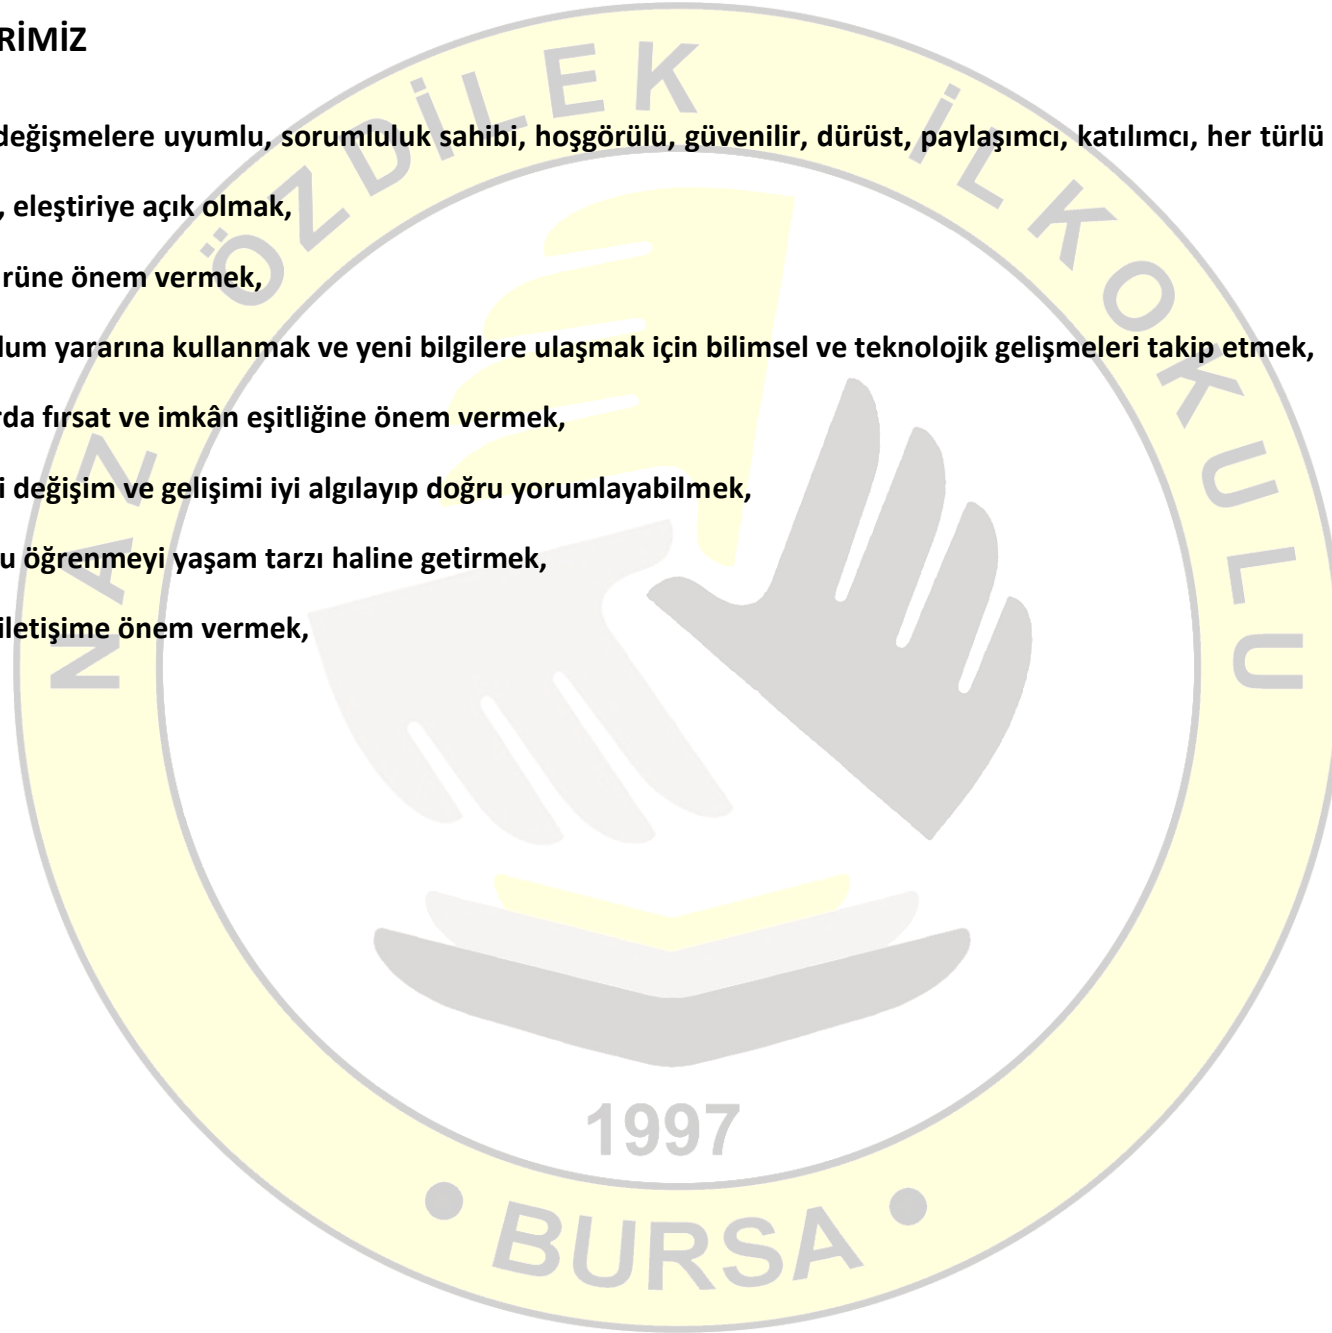 RİMİZ
değişmelere uyumlu, sorumluluk sahibi, hoşgörülü, güvenilir, dürüst, paylaşımcı, katılımcı, her türlü
, eleştiriye açık olmak,
rüne önem vermek,
lum yararına kullanmak ve yeni bilgilere ulaşmak için bilimsel ve teknolojik gelişmeleri takip etmek,
rda fırsat ve imkân eşitliğine önem vermek,
i değişim ve gelişimi iyi algılayıp doğru yorumlayabilmek,
u öğrenmeyi yaşam tarzı haline getirmek,
iletişime önem vermek,
NAZ ÖZDİLEK İLKOKULU
1997
• BURSA •